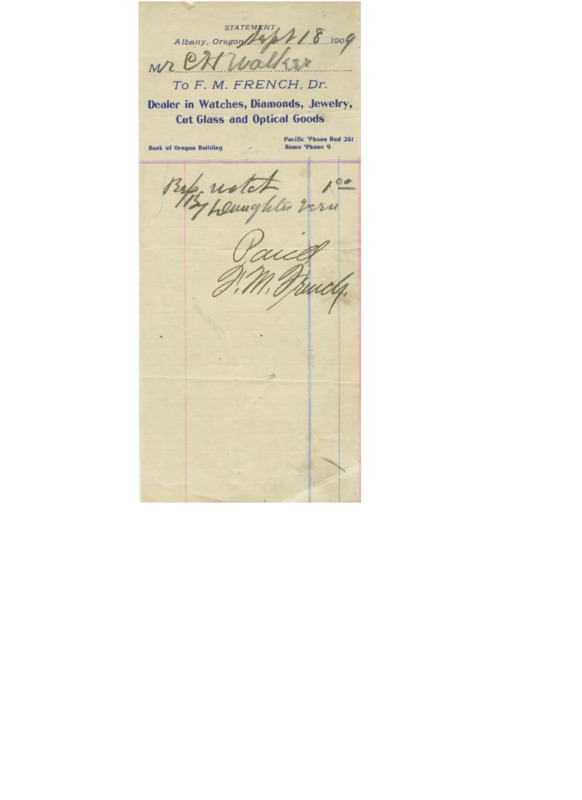 STATEMENT
Albany, Oregon, Sept 18 1909
Mr C H Walker
To F. M. FRENCH, Dr.
Dealer in Watches, Diamonds, Jewelry,
Cut Glass and Optical Goods
Pacific 'Phone Red 261
Bank of Oregon Building Home 'Phone 9
Rep watch 1.00
By Daughter
Paid
F. M. French.